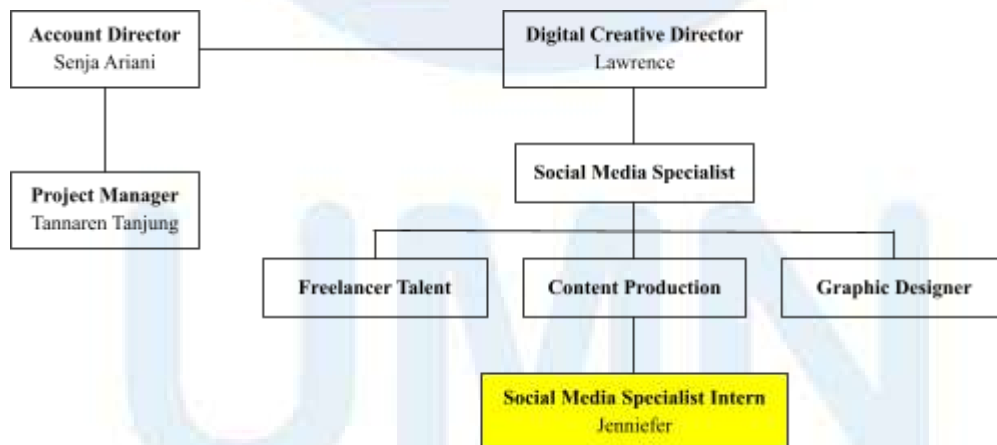 Account Director
Senja Ariani
Digital Creative Director
Lawrence
Social Media Specialist
Project Manager
Tannaren Tanjung
Freelancer Talent
Content Production
Graphic Designer
Social Media Specialist Intern
Jenniefer
UMN